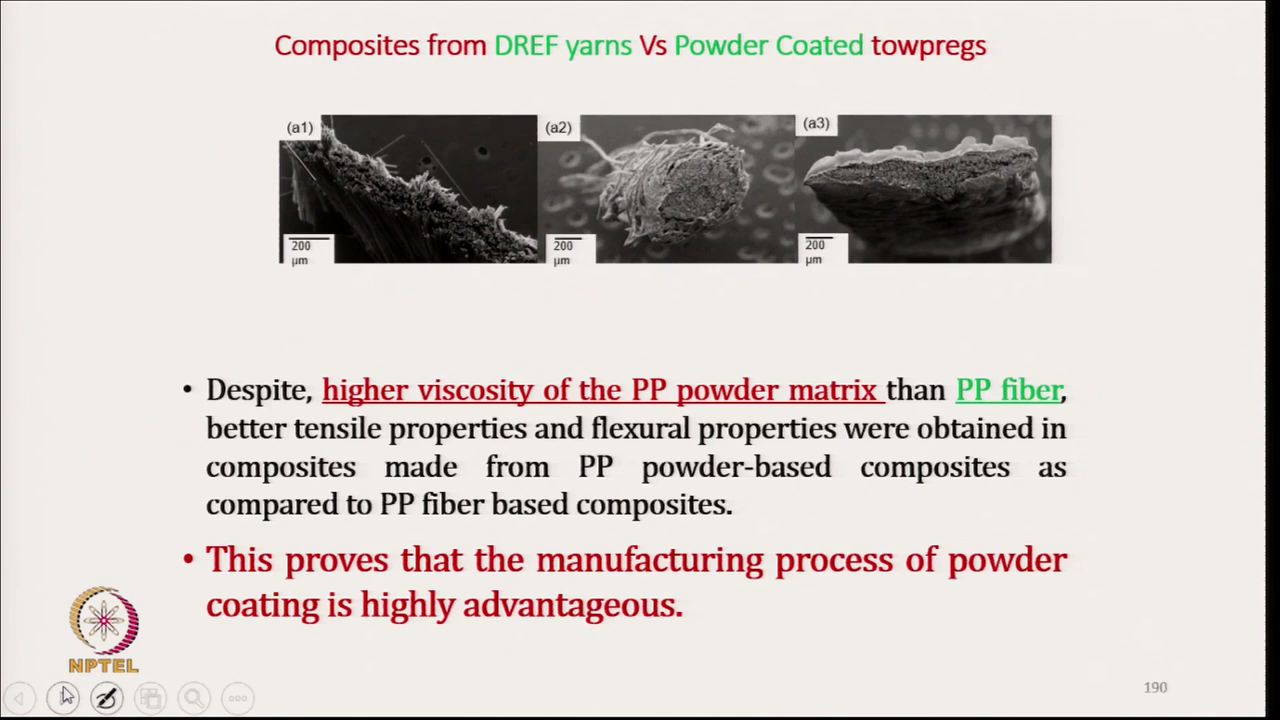 Composites from DREF yarns Vs Powder Coated towpregs
(a1) (a2) (a3)
200 200 200
μm μm μm
• Despite, higher viscosity of the PP powder matrix than PP fiber,
better tensile properties and flexural properties were obtained in
composites made from PP powder-based composites as
compared to PP fiber based composites.
• This proves that the manufacturing process of powder
coating is highly advantageous.
NPTEL
190